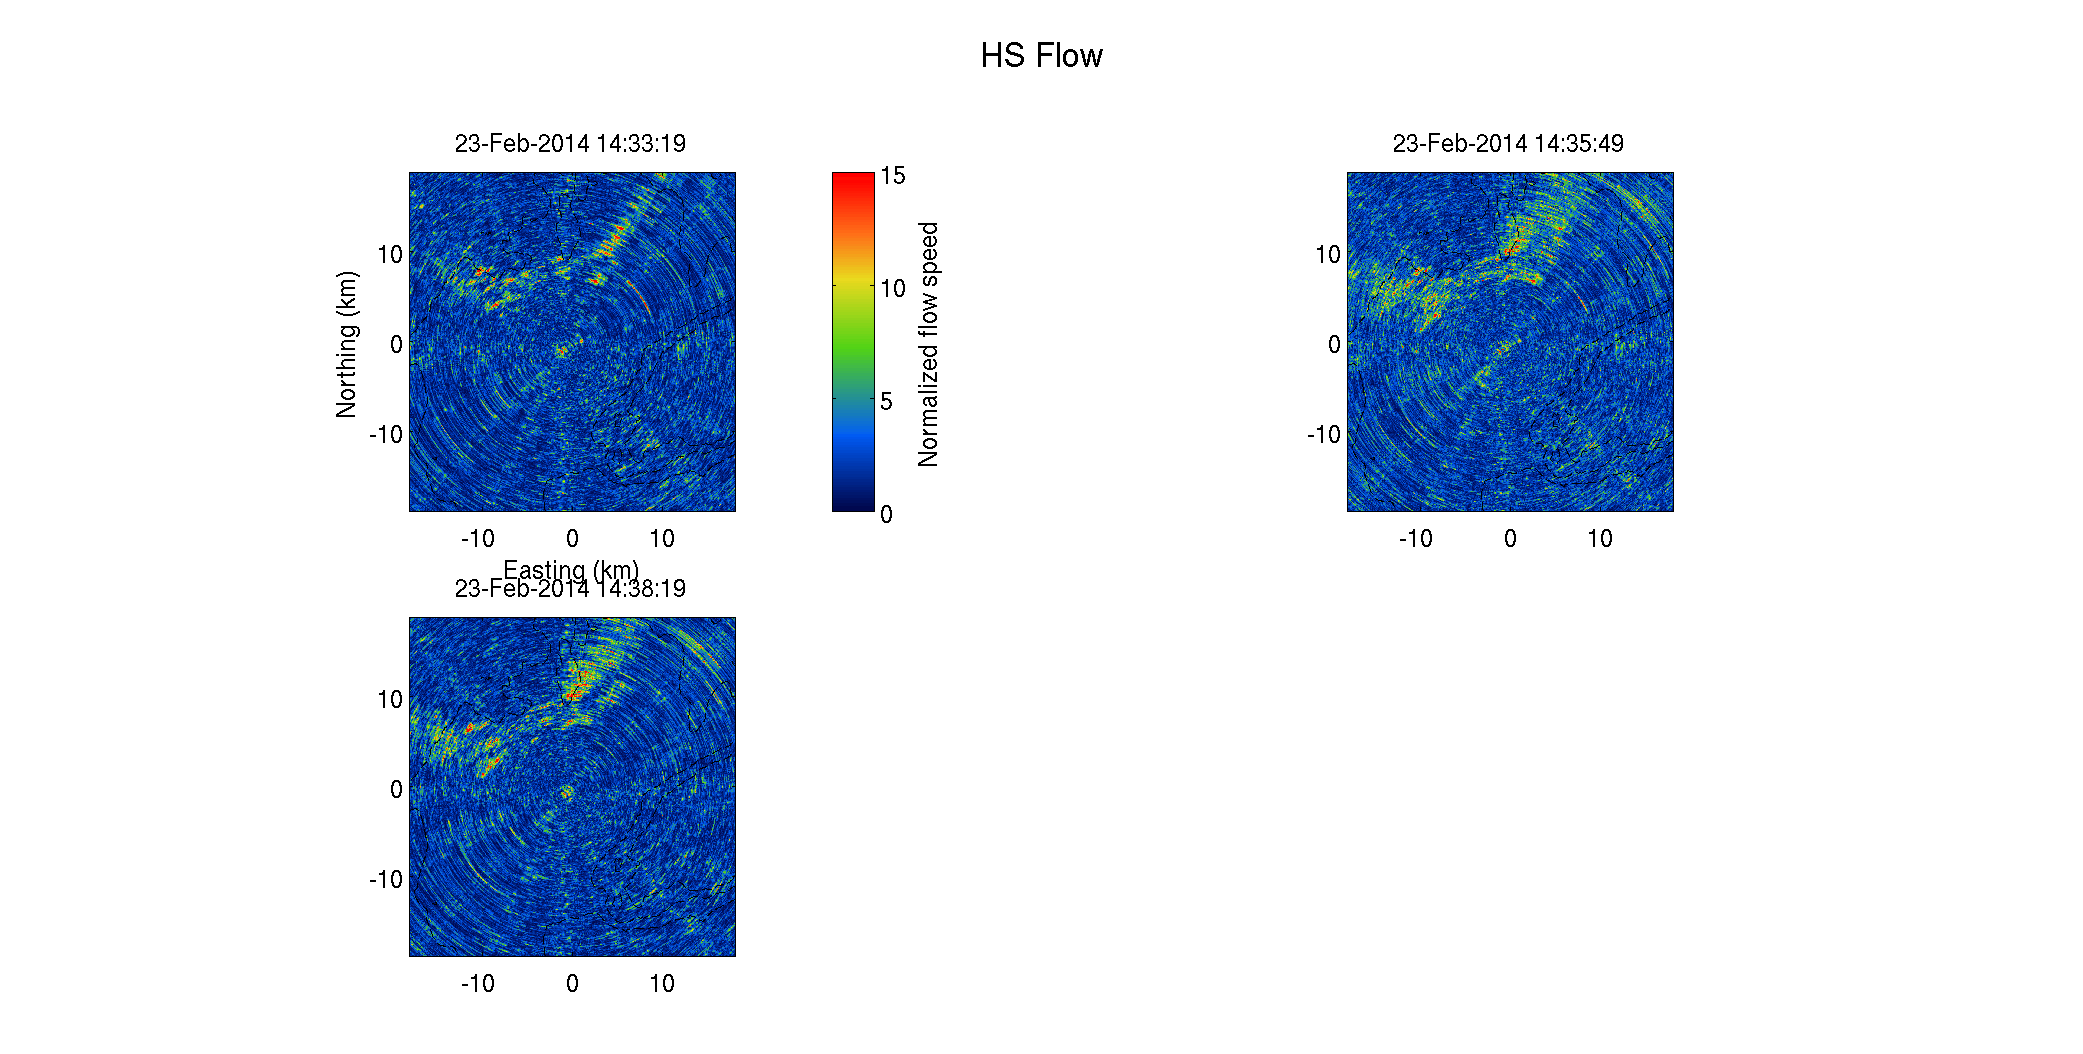 HS Flow
23-Feb-2014 14:33:19
10
0
-10
Northing (km)
-10 0 10
Easting (km)
15
10
5
0
Normalized flow speed
23-Feb-2014 14:35:49
10
0
-10
-10 0 10
23-Feb-2014 14:38:19
10
0
-10
-10 0 10